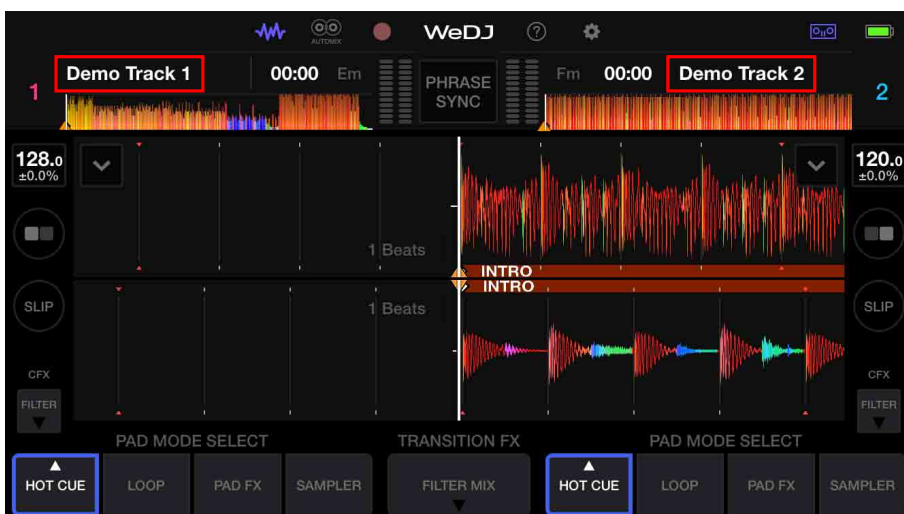 AUTOMIX
WeDJ
?
1
Demo Track 1
00:00
Em
PHRASE
SYNC
Fm
00:00
Demo Track 2
2
128.0
±0.0%
120.0
±0.0%
1 Beats
INTRO
INTRO
1 Beats
SLIP
SLIP
CFX
CFX
FILTER
FILTER
PAD MODE SELECT
TRANSITION FX
PAD MODE SELECT
HOT CUE
LOOP
PAD FX
SAMPLER
FILTER MIX
HOT CUE
LOOP
PAD FX
SAMPLER